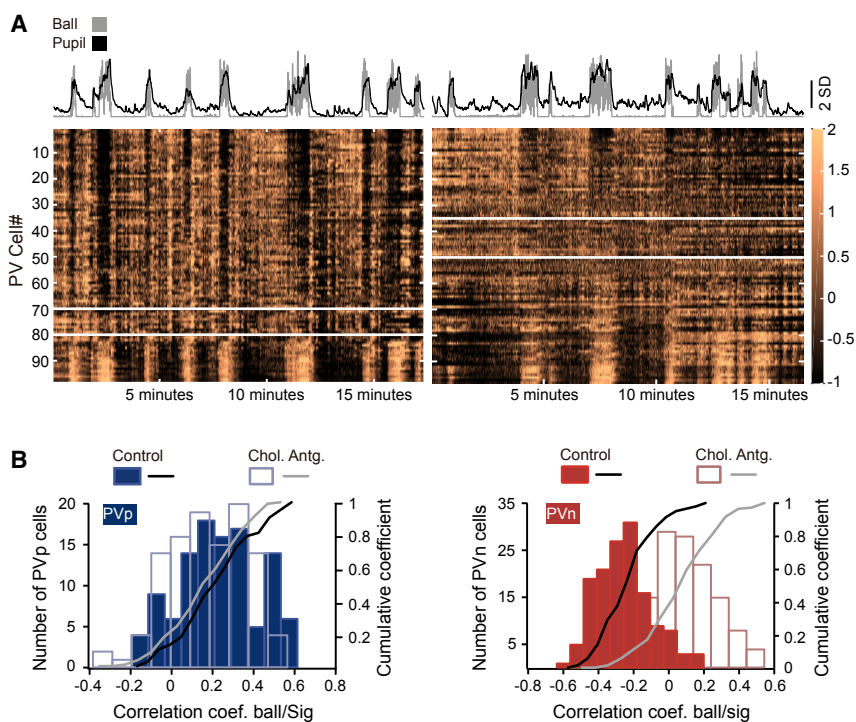 A
Ball
Pupil
2 SD
PV Cell#
10
20
30
40
50
60
70
80
90
5 minutes 10 minutes 15 minutes
5 minutes 10 minutes 15 minutes
2
1.5
1
0.5
0
-0.5
-1
B
Control Chol. Antg.
PVp
Number of PVp cells
20
15
10
5
0
1
0.8
0.6
0.4
0.2
0
Cumulative coefficient
-0.4 -0.2 0 0.2 0.4 0.6 0.8
Correlation coef. ball/Sig
Control Chol. Antg.
PVn
Number of PVn cells
35
25
15
5
1
0.8
0.6
0.4
0.2
0
Cumulative coefficient
-0.8 -0.6 -0.4 -0.2 0 0.2 0.6
Correlation coef. ball/sig